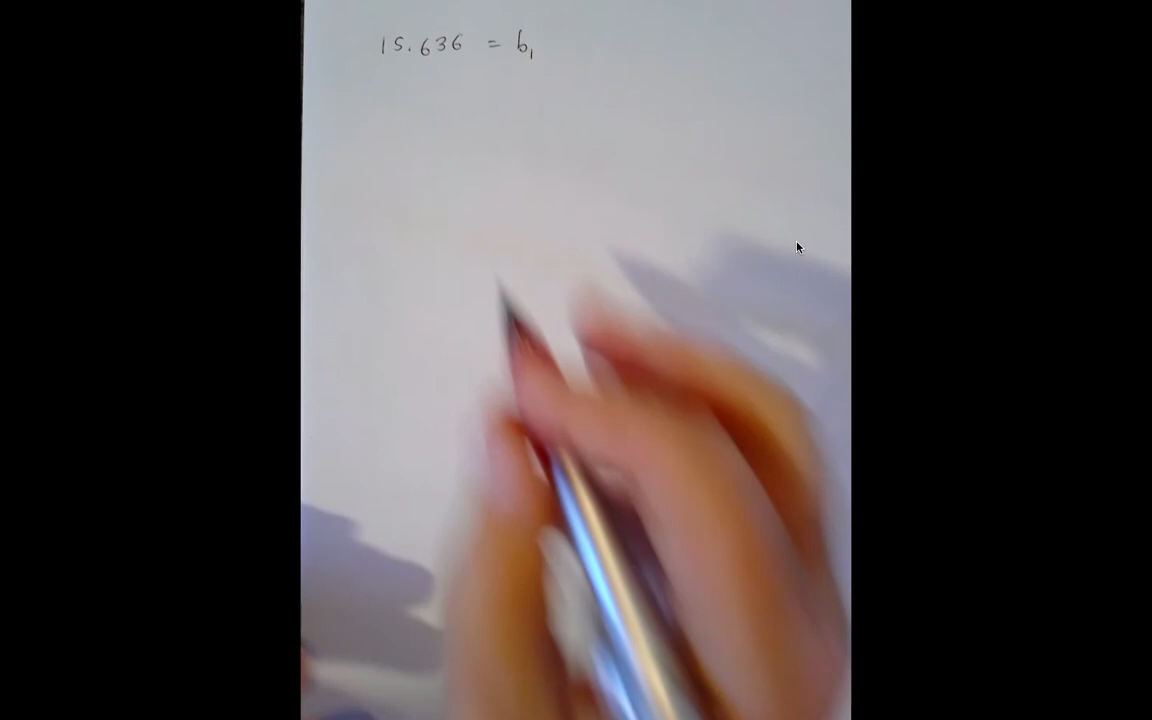 15.636 = b₁